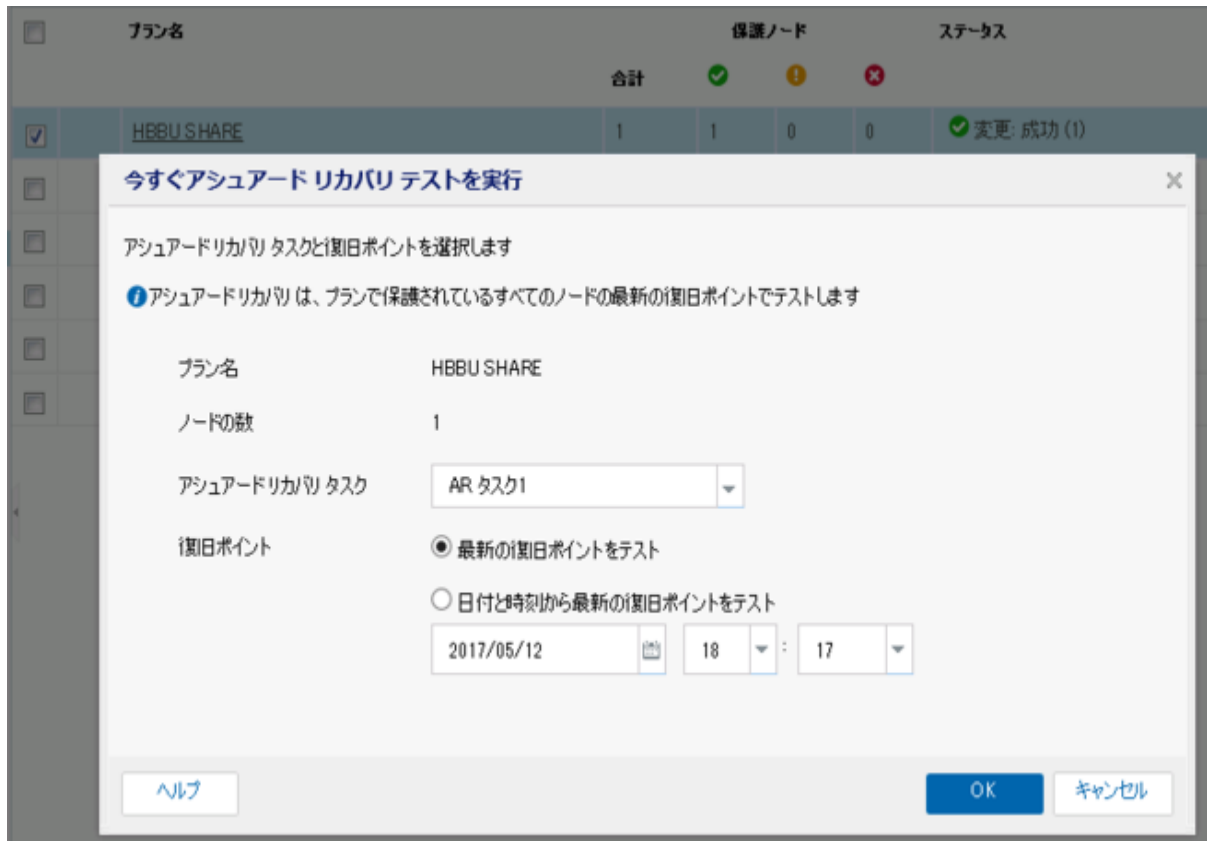 プラン名 保護ノード ステータス
合計
HBBU SHARE 1 1 0 0 変更: 成功 (1)
今すぐアシュアード リカバリ テストを実行
アシュアード リカバリ タスクと復旧ポイントを選択します
アシュアード リカバリ は、プランで保護されているすべてのノードの最新の復旧ポイントでテストします
プラン名 HBBU SHARE
ノードの数 1
アシュアード リカバリ タスク AR タスク1
復旧ポイント 最新の復旧ポイントをテスト
日付と時刻から最新の復旧ポイントをテスト
2017/05/12 18 : 17
ヘルプ OK キャンセル